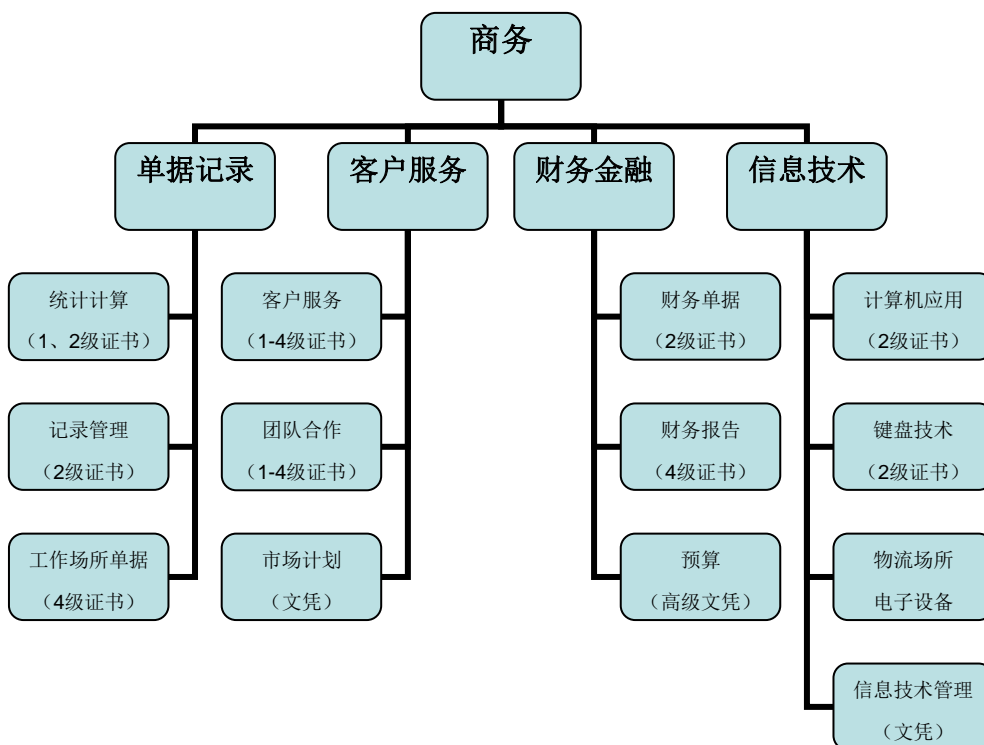 商务
单据记录
客户服务
财务金融
信息技术
统计计算
（1、2级证书）
客户服务
（1-4级证书）
财务单据
（2级证书）
计算机应用
（2级证书）
记录管理
（2级证书）
团队合作
（1-4级证书）
财务报告
（4级证书）
键盘技术
（2级证书）
工作场所单据
（4级证书）
市场计划
（文凭）
预算
（高级文凭）
物流场所
电子设备
信息技术管理
（文凭）